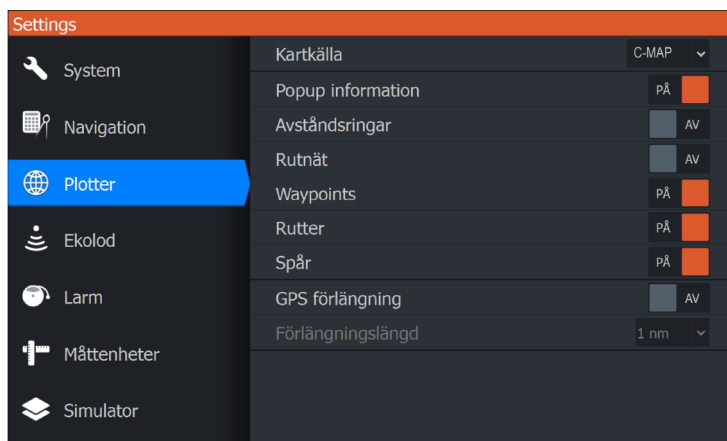 Settings
System
Navigation
Plotter
Ekolod
Larm
Måttenheter
Simulator
Kartkälla C-MAP
Popup information PÅ
Avståndsringar AV
Rutnät AV
Waypoints PÅ
Rutter PÅ
Spår PÅ
GPS förlängning AV
Förlängningslängd 1 nm